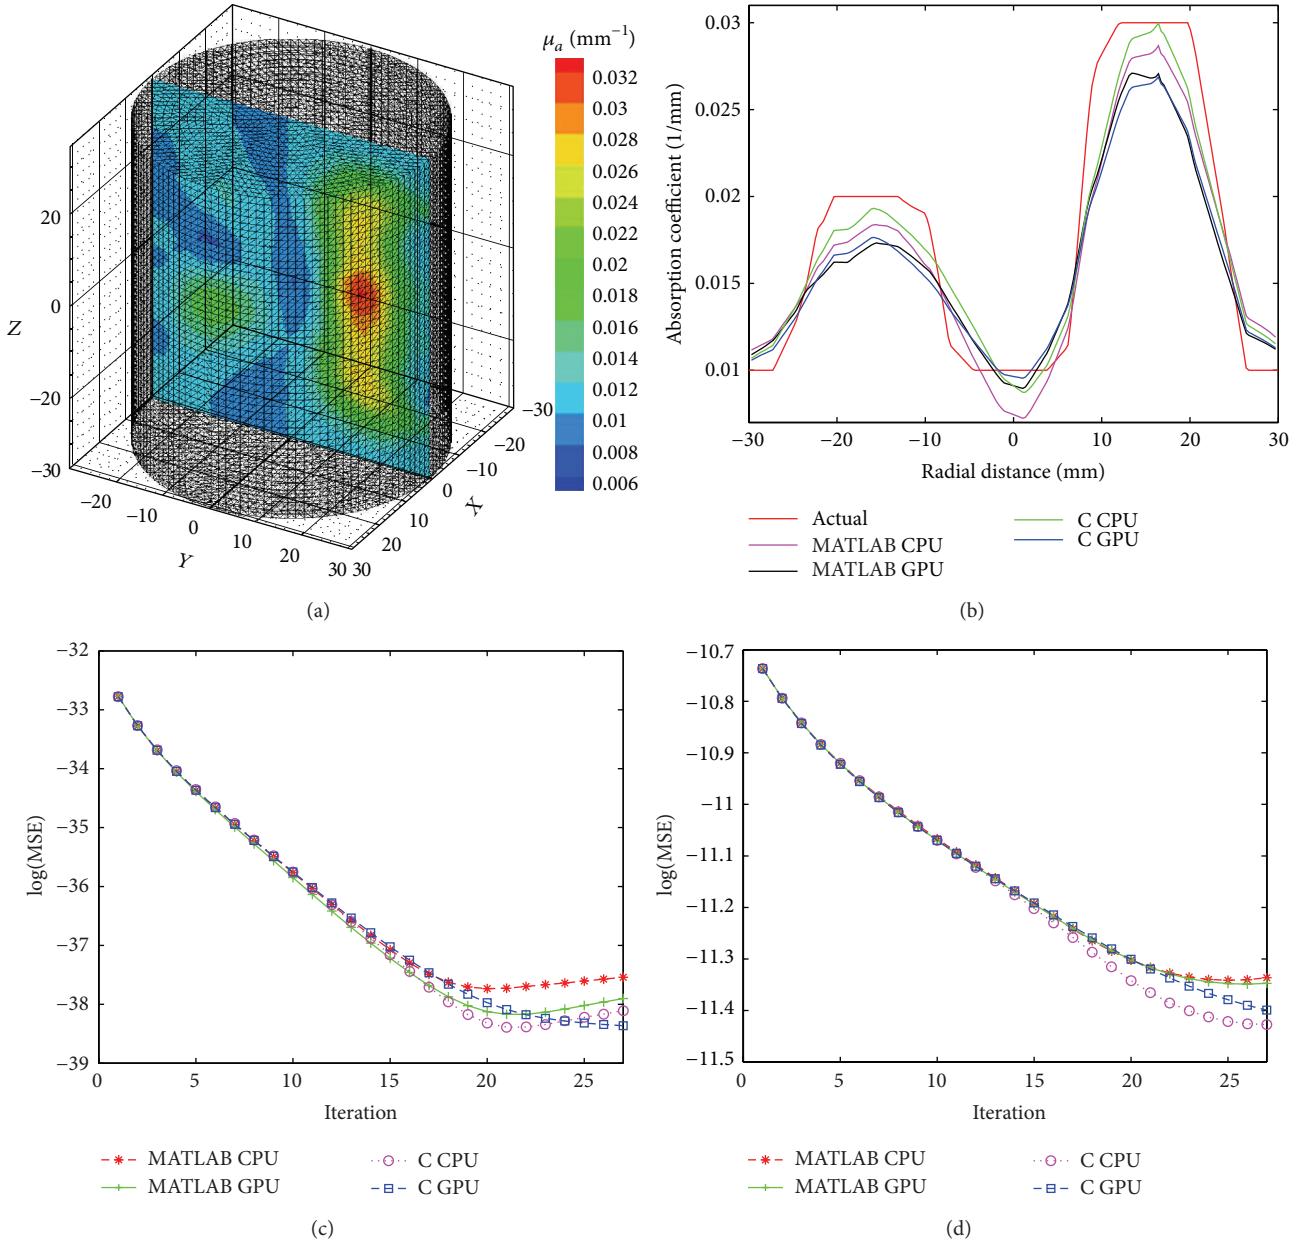 μa (mm−1)
0.032
0.03
0.028
0.026
0.024
0.022
0.02
0.018
0.016
0.014
0.012
0.01
0.008
0.006
20
0
−20
−30
Z
−20
−10
0
10
20
30
Y
30
20
10
0
−10
−20
−30
X
(a)
0.03
0.025
0.02
0.015
0.01
Absorption coefficient (1/mm)
−30
−20
−10
0
10
20
30
Radial distance (mm)
Actual
MATLAB CPU
MATLAB GPU
C CPU
C GPU
(b)
−32
−33
−34
−35
−36
−37
−38
−39
log(MSE)
0
5
10
15
20
25
Iteration
MATLAB CPU
MATLAB GPU
C CPU
C GPU
(c)
−10.7
−10.8
−10.9
−11
−11.1
−11.2
−11.3
−11.4
−11.5
log(MSE)
0
5
10
15
20
25
Iteration
MATLAB CPU
MATLAB GPU
C CPU
C GPU
(d)